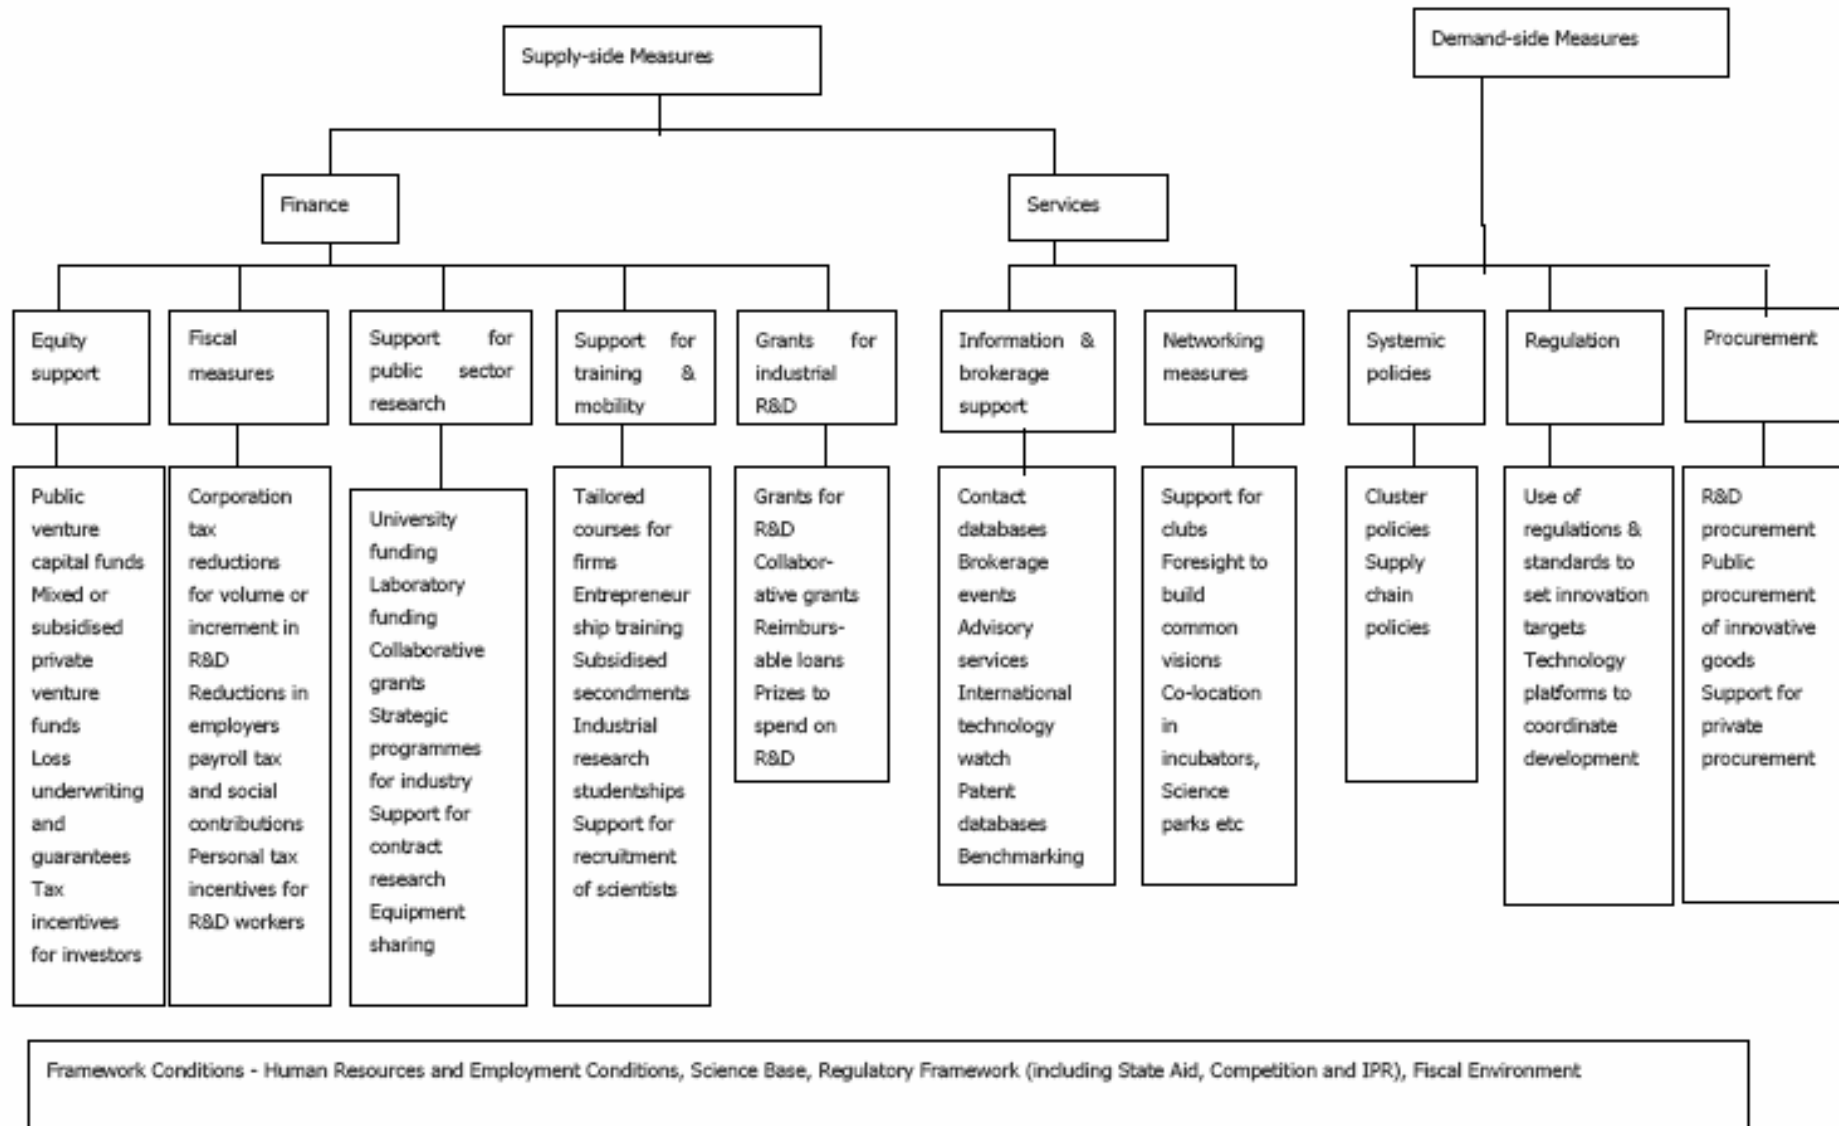 Supply-side Measures
Demand-side Measures
Finance
Services
Equity
support
Fiscal
measures
Support for
public sector
research
Support for
training &
mobility
Grants for
industrial
R&D
Information &
brokerage
support
Networking
measures
Systemic
policies
Regulation
Procurement
Public
venture
capital funds
Mixed or
subsidised
private
venture
funds
Loss
underwriting
and
guarantees
Tax
incentives
for investors
Corporation
tax
reductions
for volume or
increment in
R&D
Reductions in
employers
payroll tax
and social
contributions
Personal tax
incentives for
R&D workers
University
funding
Laboratory
funding
Collaborative
grants
Strategic
programmes
for industry
Support for
contract
research
Equipment
sharing
Tailored
courses for
firms
Entrepreneur
ship training
Subsidised
secondments
Industrial
research
studentships
Support for
recruitment
of scientists
Grants for
R&D
Collabor-
ative grants
Reimburs-
able loans
Prizes to
spend on
R&D
Contact
databases
Brokerage
events
Advisory
services
International
technology
watch
Patent
databases
Benchmarking
Support for
clubs
Foresight to
build
common
visions
Co-location
in
incubators,
Science
parks etc
Cluster
policies
Supply
chain
policies
Use of
regulations &
standards to
set innovation
targets
Technology
platforms to
coordinate
development
R&D
procurement
Public
procurement
of innovative
goods
Support for
private
procurement
Framework Conditions - Human Resources and Employment Conditions, Science Base, Regulatory Framework (including State Aid, Competition and IPR), Fiscal Environment